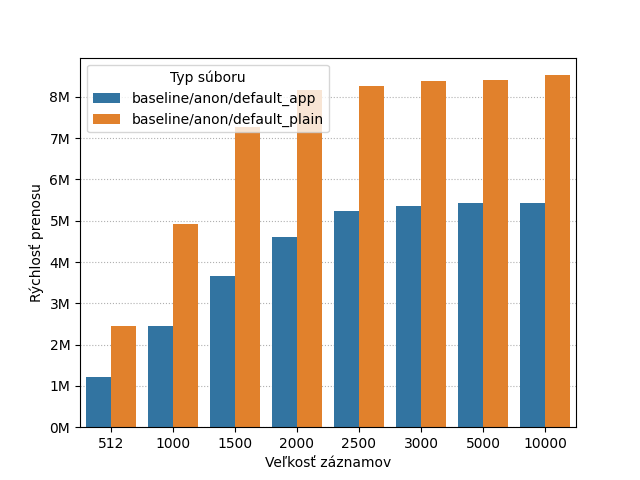 Typ súboru
baseline/anon/default_app
baseline/anon/default_plain
8M
7M
6M
5M
4M
3M
2M
1M
0M
Rýchlosť prenosu
512 1000 1500 2000 2500 3000 5000 10000
Veľkosť záznamov